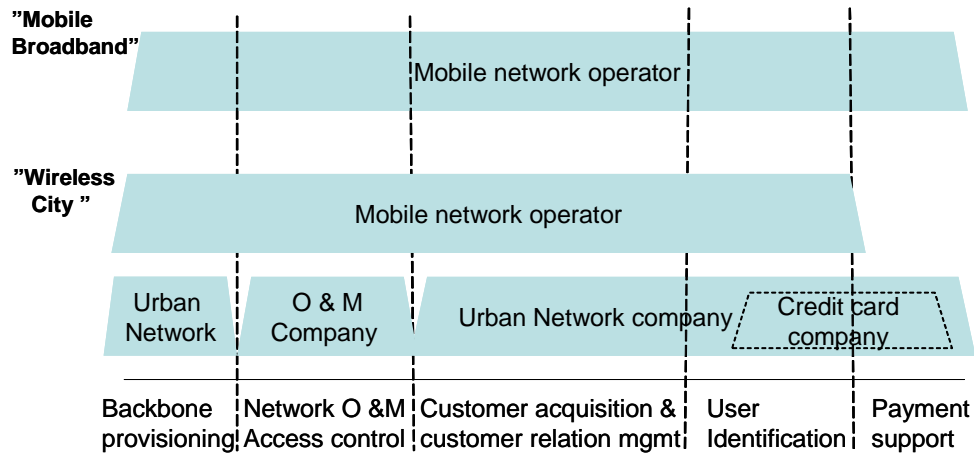 ”Mobile
Broadband”
Mobile network operator
”Wireless
City ”
Mobile network operator
Urban
Network
O & M
Company
Urban Network company
Credit card
company
Backbone
provisioning
Network O &M
Access control
Customer acquisition &
customer relation mgmt
User
Identification
Payment
support